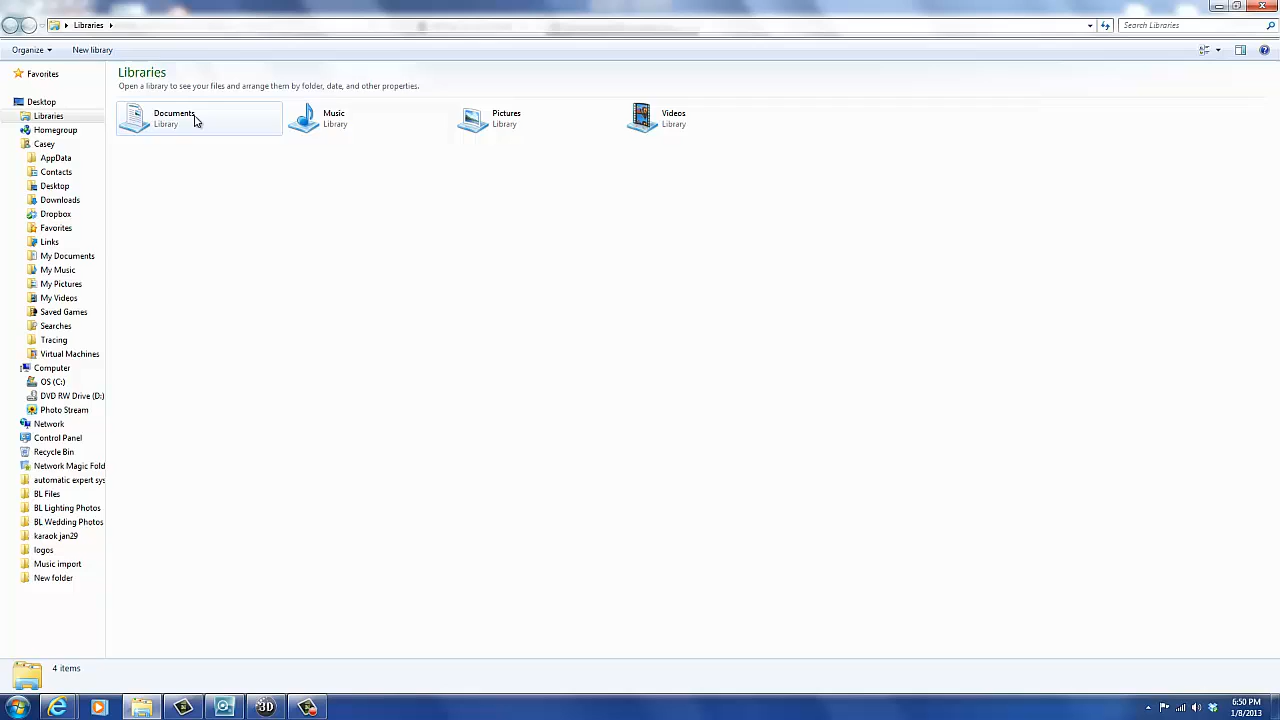 Libraries
Search Libraries
Organize
New library
Libraries
Open a library to see your files and arrange them by folder, date, and other properties.
Documents
Library
Music
Library
Pictures
Library
Videos
Library
Favorites
Desktop
Libraries
Homegroup
Casey
AppData
Contacts
Desktop
Downloads
Dropbox
Favorites
Links
My Documents
My Music
My Pictures
My Videos
Saved Games
Searches
Tracing
Virtual Machines
Computer
OS (C:)
DVD RW Drive (D:)
Photo Stream
Network
Control Panel
Recycle Bin
Network Magic Fold
automatic expert sys
BL Files
BL Lighting Photos
BL Wedding Photos
karaok jan29
logos
Music import
New folder
4 items
3D
6:50 PM
1/8/2013